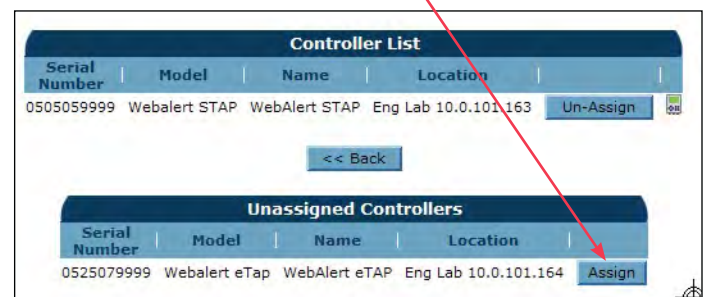 Controller List
Serial Number Model Name Location
0505059999 Webalert STAP WebAlert STAP Eng Lab 10.0.101.163 Un-Assign
<< Back
Unassigned Controllers
Serial Number Model Name Location
0525079999 Webalert eTap WebAlert eTAP Eng Lab 10.0.101.164 Assign